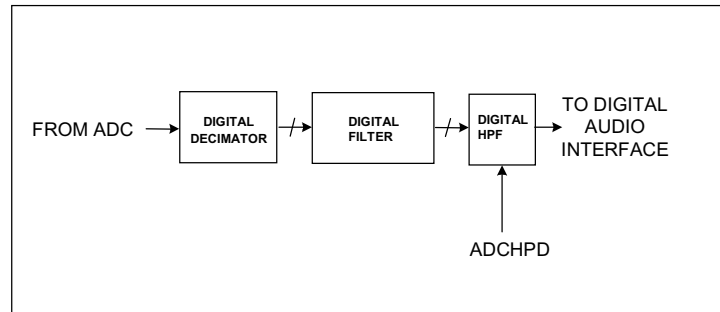 FROM ADC
DIGITAL
DECIMATOR
DIGITAL
FILTER
DIGITAL
HPF
TO DIGITAL
AUDIO
INTERFACE
ADCHPD